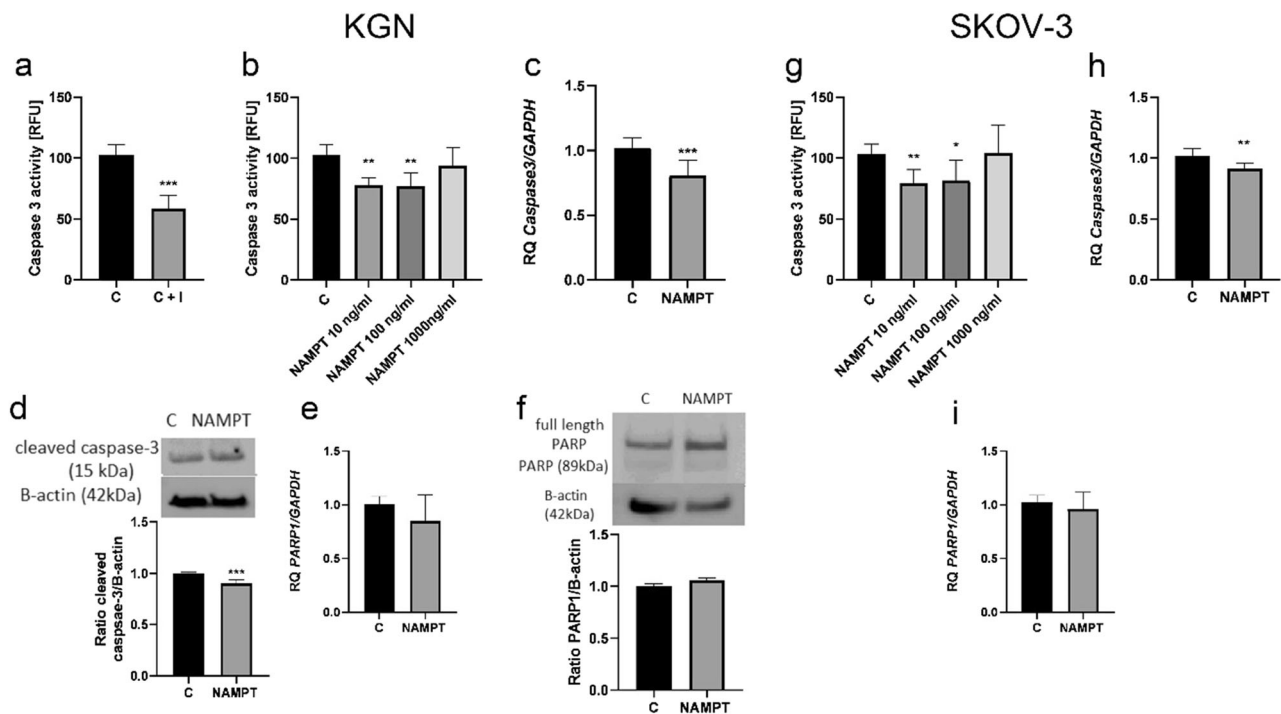 KGN
SKOV-3
a
Caspase 3 activity [RFU]
150
100
50
0
***
C
C + I
b
Caspase 3 activity [RFU]
150
100
50
0
**
**
C
NAMPT 10 ng/ml
NAMPT 100 ng/ml
NAMPT 1000ng/ml
c
RQ Caspase3/GAPDH
1.5
1.0
0.5
0.0
***
C
NAMPT
g
Caspase 3 activity [RFU]
150
100
50
0
**
*
C
NAMPT 10 ng/ml
NAMPT 100 ng/ml
NAMPT 1000 ng/ml
h
RQ Caspase3/GAPDH
1.5
1.0
0.5
0.0
**
C
NAMPT
d
C NAMPT
cleaved caspase-3
(15 kDa)
B-actin (42kDa)
Ratio cleaved
caspsae-3/B-actin
1.5
1.0
0.5
0.0
***
C
NAMPT
e
RQ PARP1/GAPDH
1.5
1.0
0.5
0.0
C
NAMPT
f
C NAMPT
full length
PARP
PARP (89kDa)
B-actin
(42kDa)
Ratio PARP1/B-actin
1.5
1.0
0.5
0.0
C
NAMPT
i
RQ PARP1/GAPDH
1.5
1.0
0.5
0.0
C
NAMPT